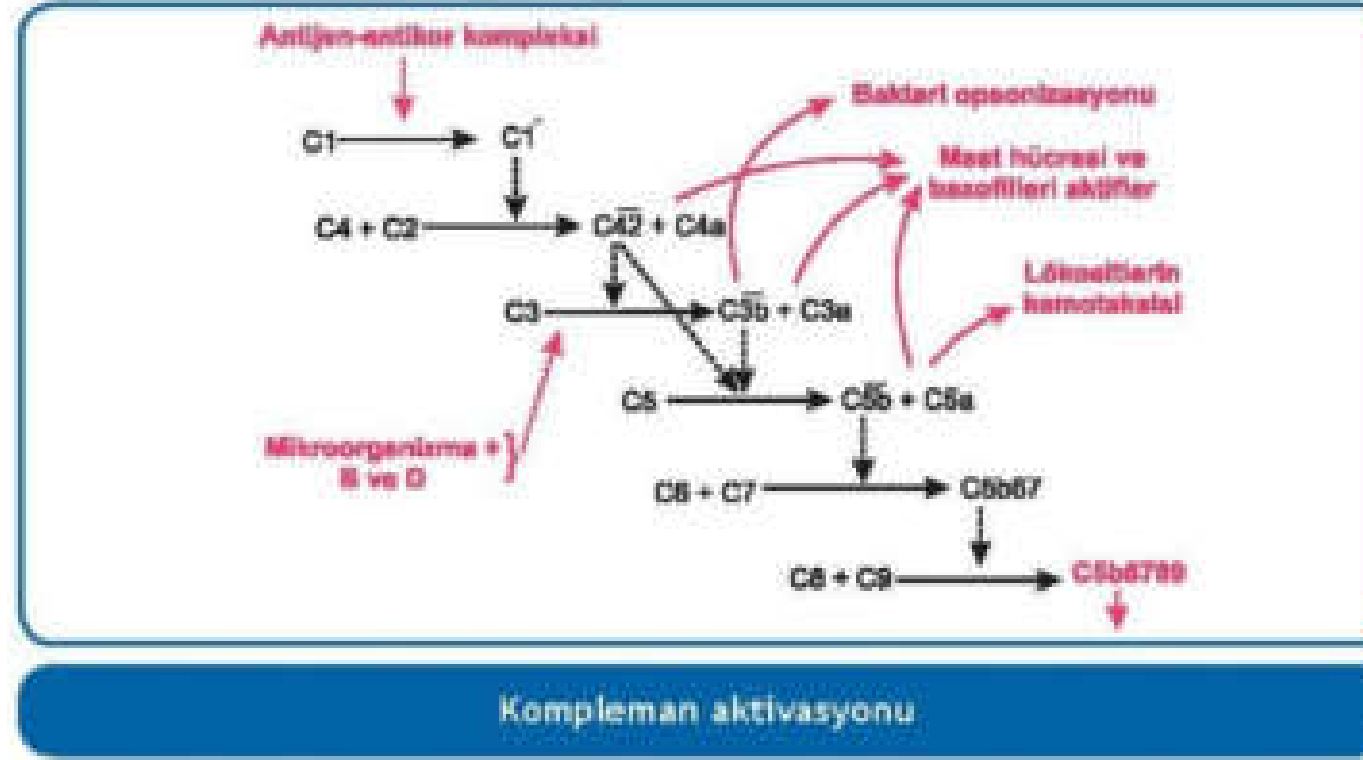 Antijen-antikor kompleksi
Bakteri opsonizasyonu
C1 C1
Mast hücresi ve
bazofilleri aktifler
C4 + C2 C42 + C4a
Lökositlerin
kemotaksisi
C3 C3b + C3a
C5 C5b + C5a
Mikroorganizma +
B ve D
C6 + C7 C5b67
C8 + C9 C5b6789
Kompleman aktivasyonu